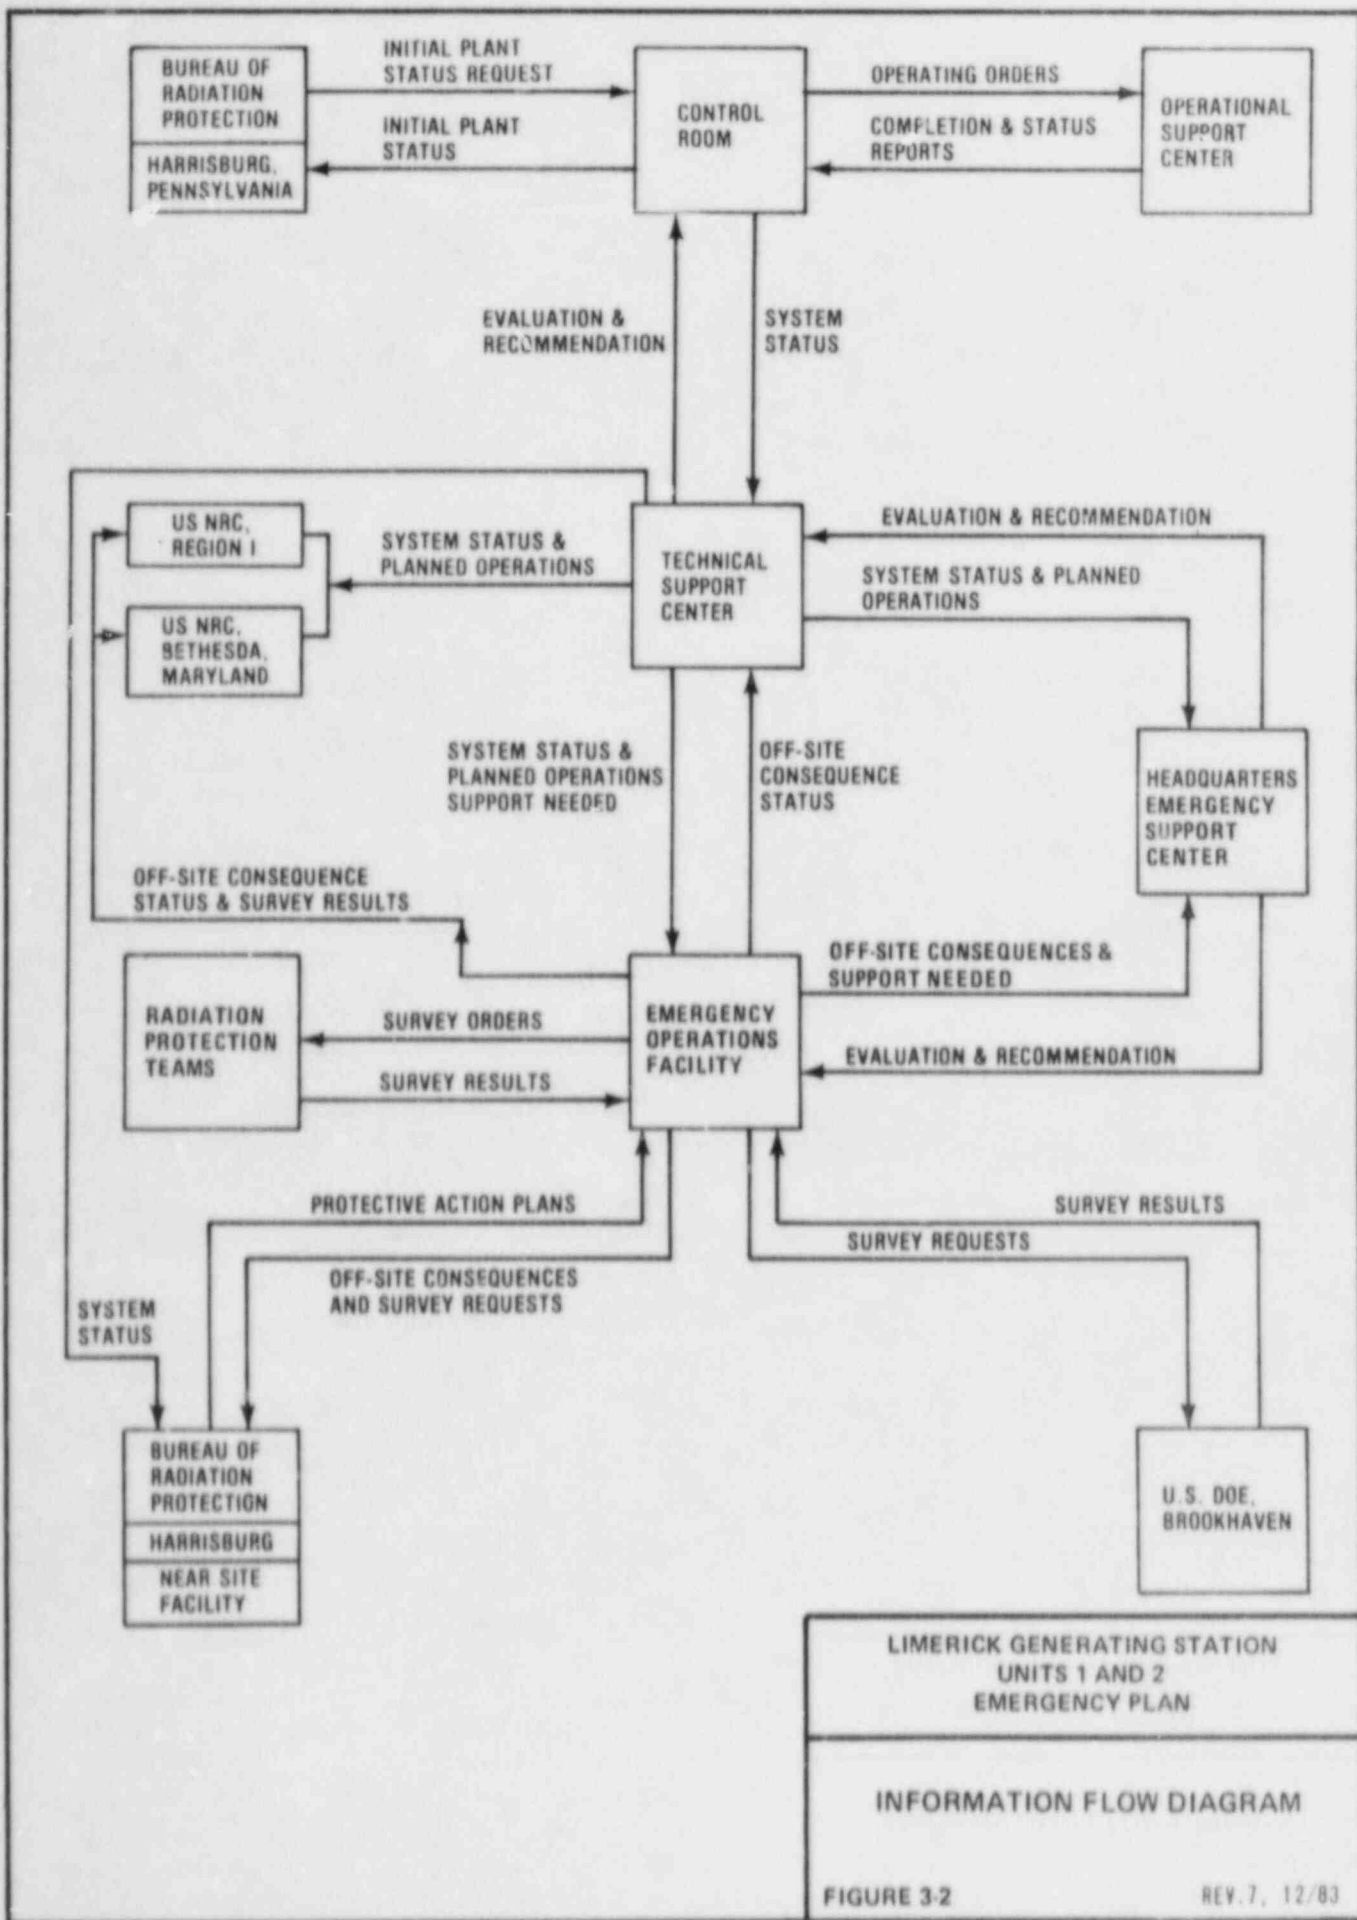 INITIAL PLANT
STATUS REQUEST
BUREAU OF
RADIATION
PROTECTION
HARRISBURG,
PENNSYLVANIA
INITIAL PLANT
STATUS
CONTROL
ROOM
OPERATING ORDERS
COMPLETION & STATUS
REPORTS
OPERATIONAL
SUPPORT
CENTER
EVALUATION &
RECOMMENDATION
SYSTEM
STATUS
US NRC,
REGION I
US NRC,
BETHESDA,
MARYLAND
SYSTEM STATUS &
PLANNED OPERATIONS
TECHNICAL
SUPPORT
CENTER
EVALUATION & RECOMMENDATION
SYSTEM STATUS & PLANNED
OPERATIONS
SYSTEM STATUS &
PLANNED OPERATIONS
SUPPORT NEEDED
OFF-SITE
CONSEQUENCE
STATUS
HEADQUARTERS
EMERGENCY
SUPPORT
CENTER
OFF-SITE CONSEQUENCE
STATUS & SURVEY RESULTS
OFF-SITE CONSEQUENCES &
SUPPORT NEEDED
RADIATION
PROTECTION
TEAMS
SURVEY ORDERS
SURVEY RESULTS
EMERGENCY
OPERATIONS
FACILITY
EVALUATION & RECOMMENDATION
PROTECTIVE ACTION PLANS
SURVEY RESULTS
SURVEY REQUESTS
OFF-SITE CONSEQUENCES
AND SURVEY REQUESTS
SYSTEM
STATUS
BUREAU OF
RADIATION
PROTECTION
HARRISBURG
NEAR SITE
FACILITY
U.S. DOE,
BROOKHAVEN
LIMERICK GENERATING STATION
UNITS 1 AND 2
EMERGENCY PLAN
INFORMATION FLOW DIAGRAM
FIGURE 3-2
REV.7, 12/83